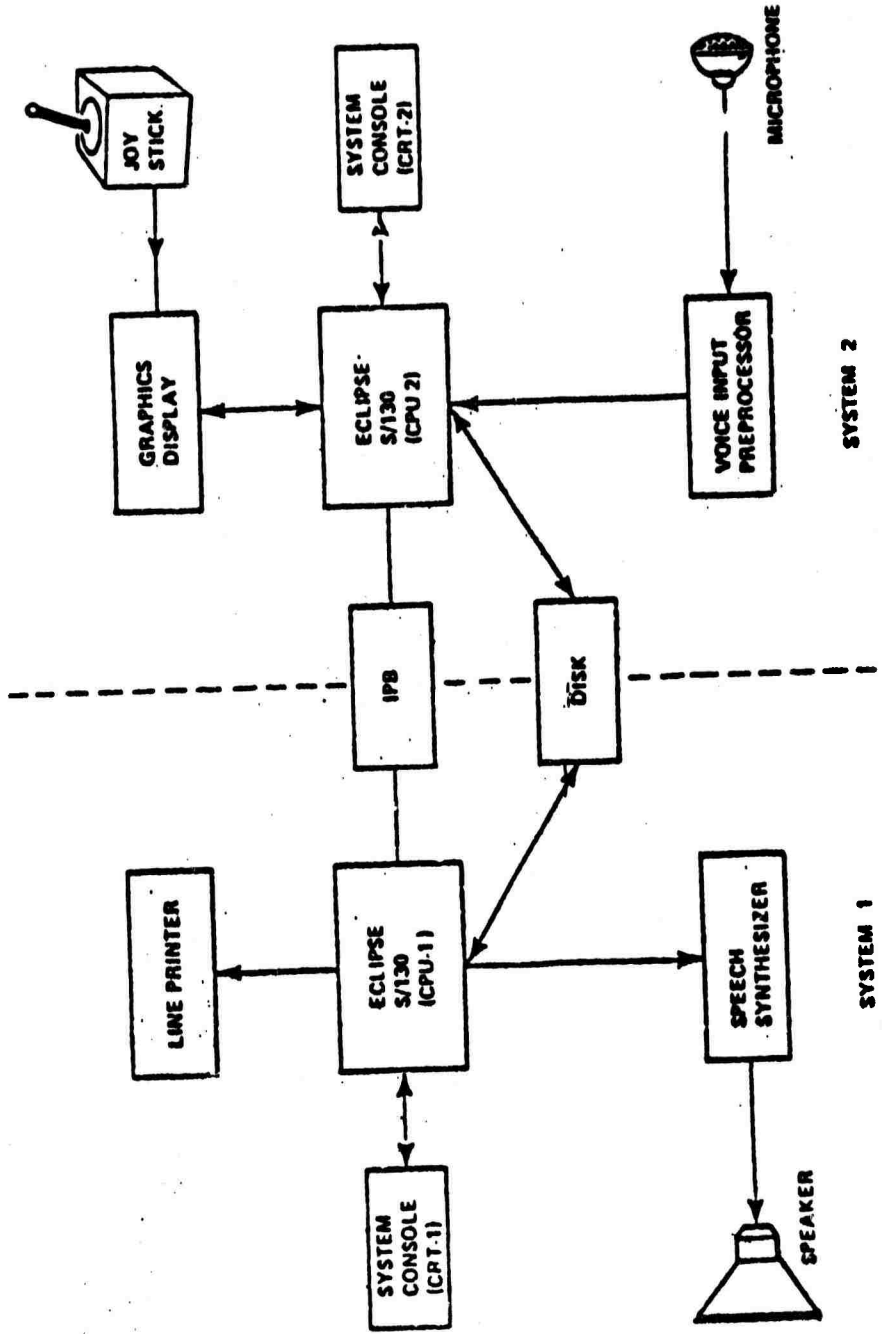 LINE PRINTER
GRAPHICS
DISPLAY
JOY
STICK
SYSTEM
CONSOLE
(CRT-1)
ECLIPSE
S/130
(CPU-1)
IPB
ECLIPSE-
S/130
(CPU 2)
SYSTEM
CONSOLE
(CRT-2)
DISK
SPEAKER
SPEECH
SYNTHESIZER
VOICE INPUT
PREPROCESSOR
MICROPHONE
SYSTEM 1
SYSTEM 2